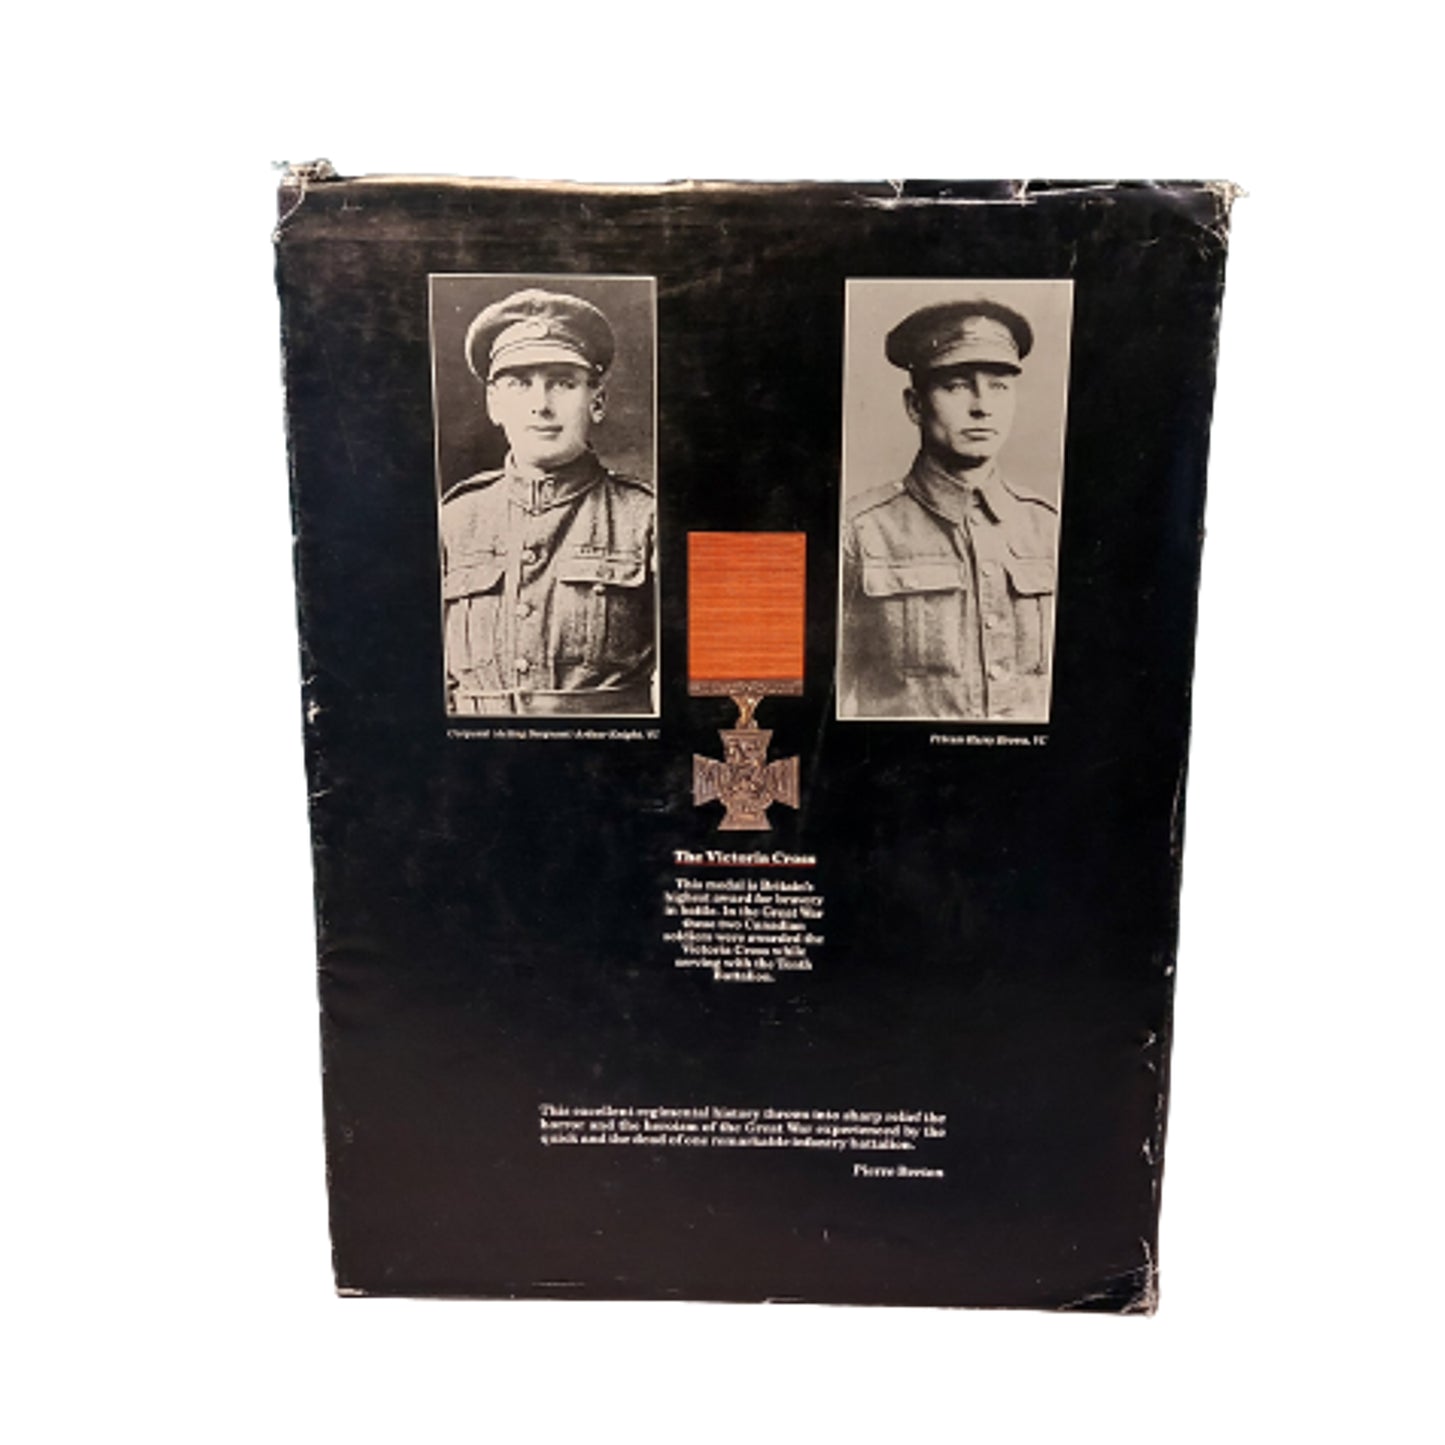 Corporal (Acting Sergeant) Arthur Knight, VC
Private Harry Brown, VC
The Victoria Cross
This medal is Britain's
highest award for bravery
in battle. In the Great War
these two Canadian
soldiers were awarded the
Victoria Cross while
serving with the Tenth
Battalion.
This excellent regimental history throws into sharp relief the
horror and the heroism of the Great War experienced by the
quick and the dead of one remarkable infantry battalion.
Pierre Berton